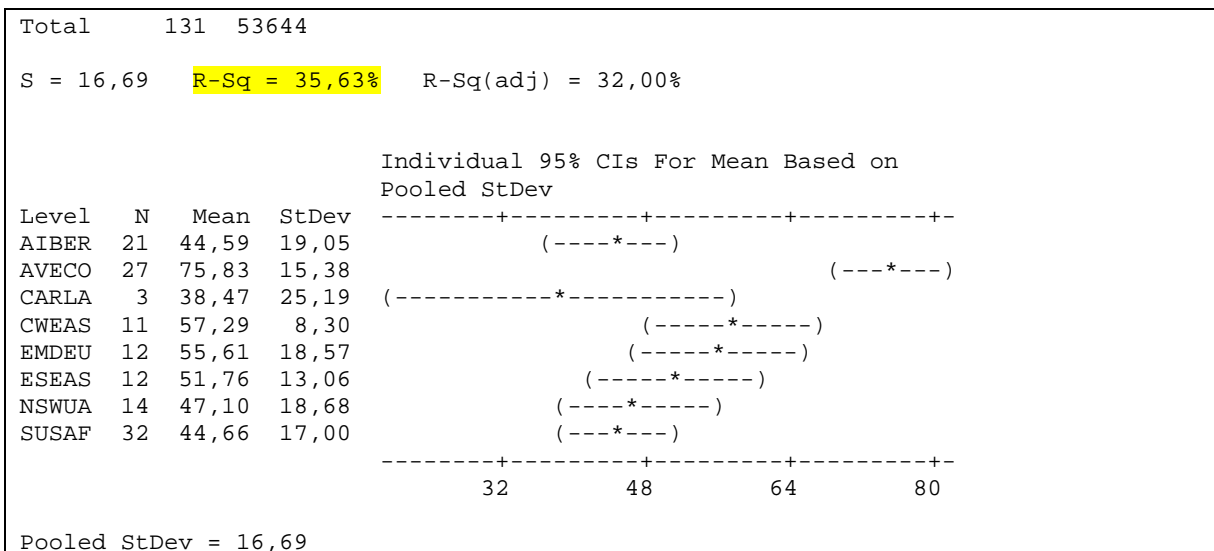 Total      131  53644
S = 16,69   R-Sq = 35,63%   R-Sq(adj) = 32,00%
                         Individual 95% CIs For Mean Based on
                         Pooled StDev
Level   N   Mean  StDev  --------+---------+---------+---------+-
AIBER  21  44,59  19,05             (----*---)
AVECO  27  75,83  15,38                                 (---*---)
CARLA   3  38,47  25,19  (-----------*-----------)
CWEAS  11  57,29   8,30                    (-----*-----)
EMDEU  12  55,61  18,57                   (-----*-----)
ESEAS  12  51,76  13,06                (-----*-----)
NSWUA  14  47,10  18,68              (----*-----)
SUSAF  32  44,66  17,00              (---*---)
                         --------+---------+---------+---------+-
                                32        48        64        80
Pooled StDev = 16,69